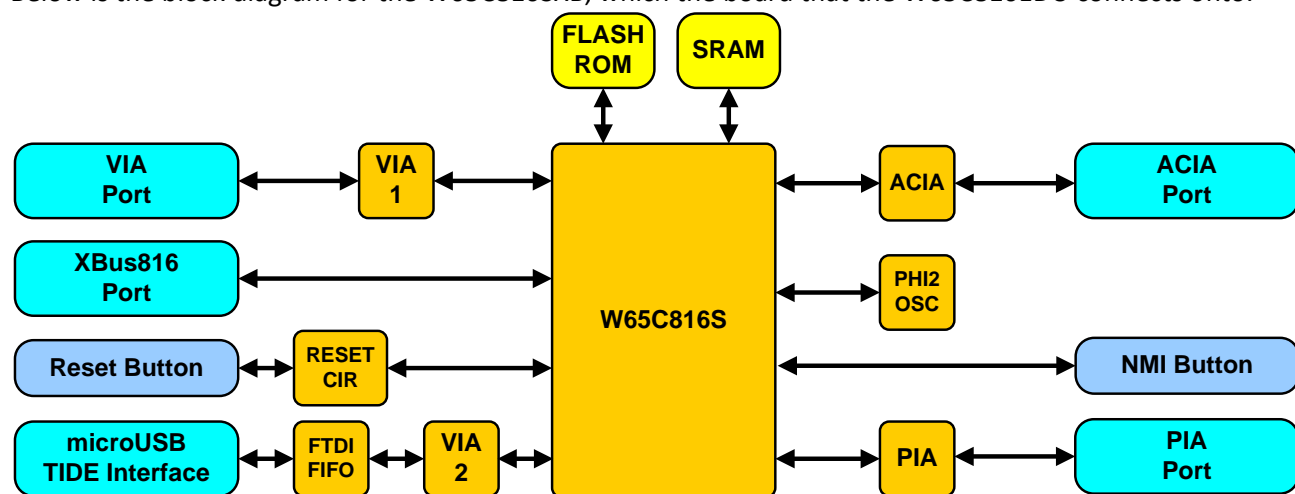 FLASH
ROM
SRAM
VIA
Port
VIA
1
ACIA
ACIA
Port
XBus816
Port
PHI2
OSC
W65C816S
Reset Button
RESET
CIR
NMI Button
microUSB
TIDE Interface
FTDI
FIFO
VIA
2
PIA
PIA
Port